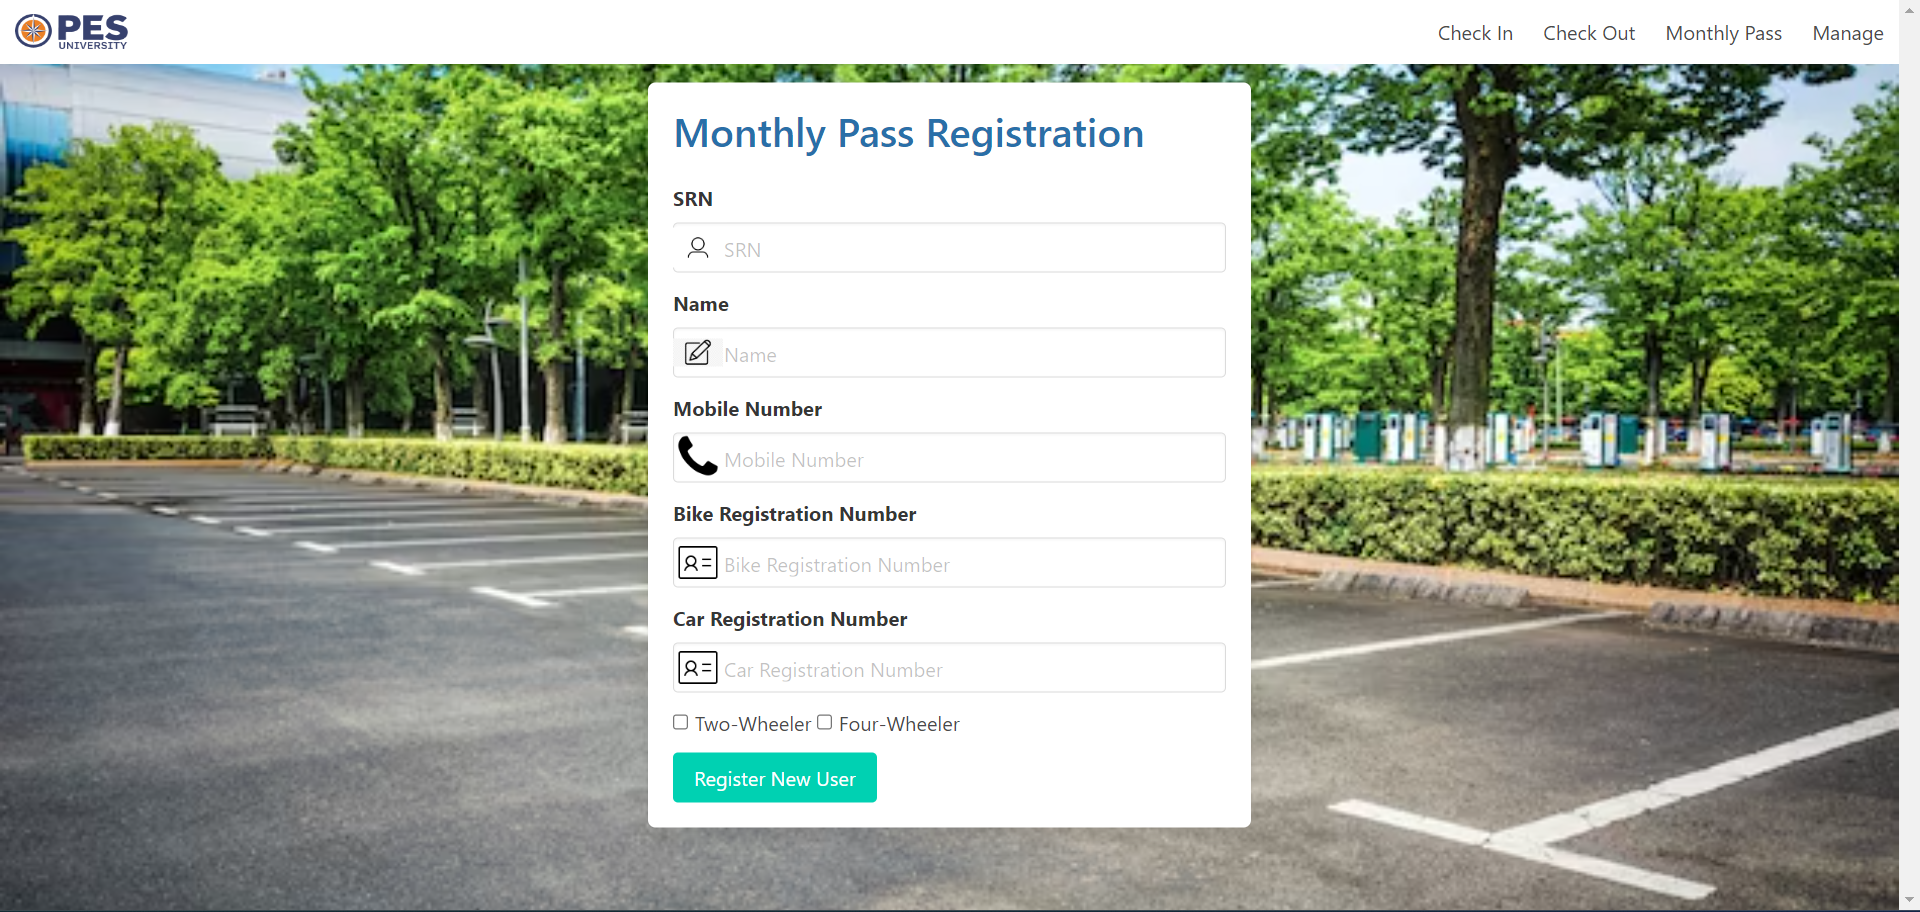 PES
UNIVERSITY
Check In Check Out Monthly Pass Manage
Monthly Pass Registration
SRN
SRN
Name
Name
Mobile Number
Mobile Number
Bike Registration Number
Bike Registration Number
Car Registration Number
Car Registration Number
Two-Wheeler Four-Wheeler
Register New User